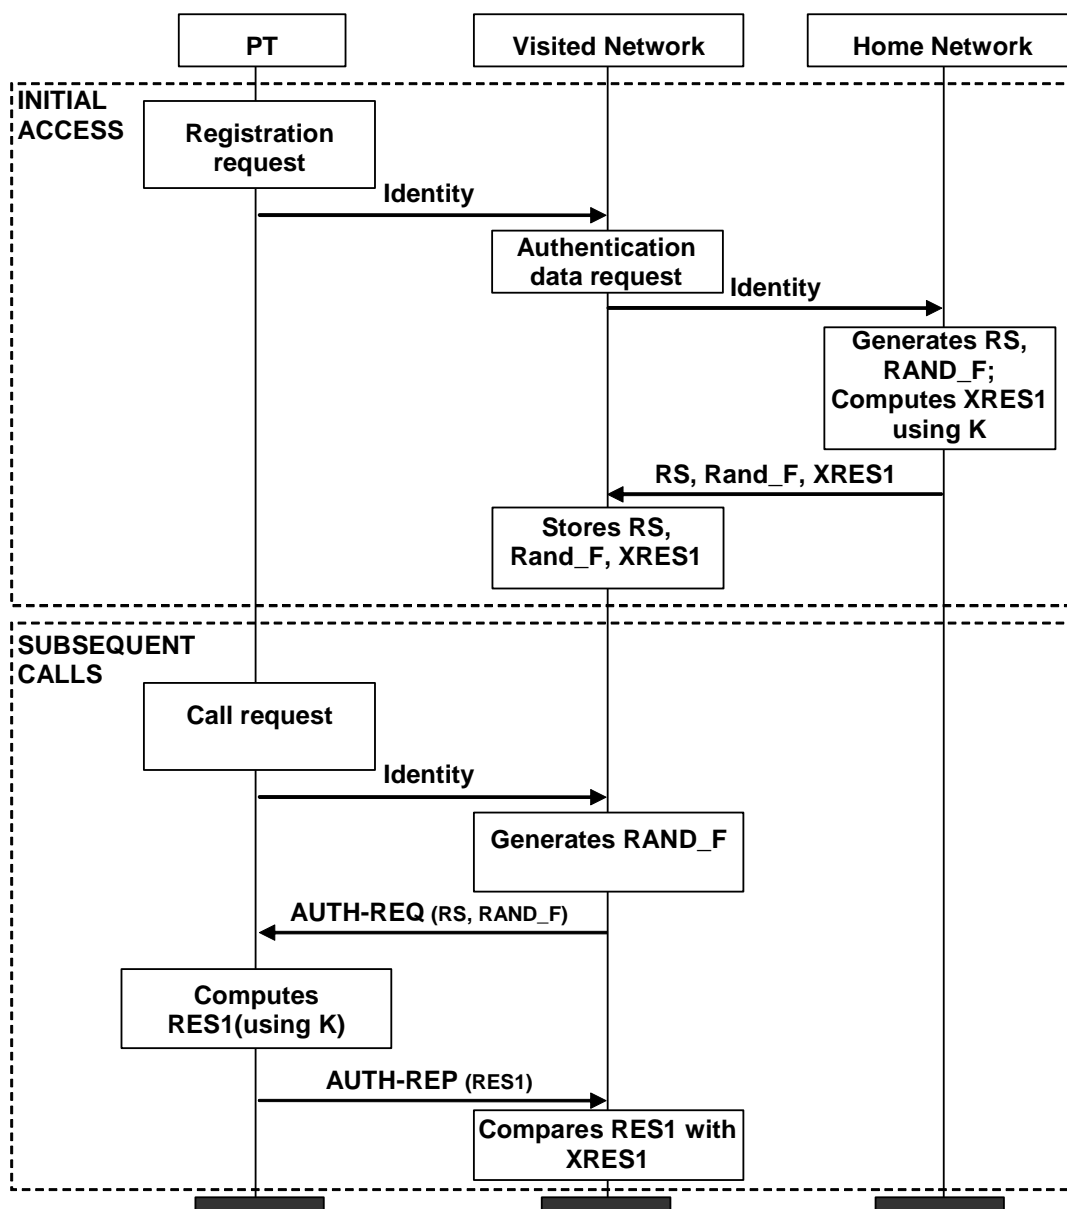 PT
Visited Network
Home Network
INITIAL
ACCESS
Registration
request
Identity
Authentication
data request
Identity
Generates RS,
RAND_F;
Computes XRES1
using K
RS, Rand_F, XRES1
Stores RS,
Rand_F, XRES1
SUBSEQUENT
CALLS
Call request
Identity
Generates RAND_F
AUTH-REQ (RS, RAND_F)
Computes
RES1(using K)
AUTH-REP (RES1)
Compares RES1 with
XRES1